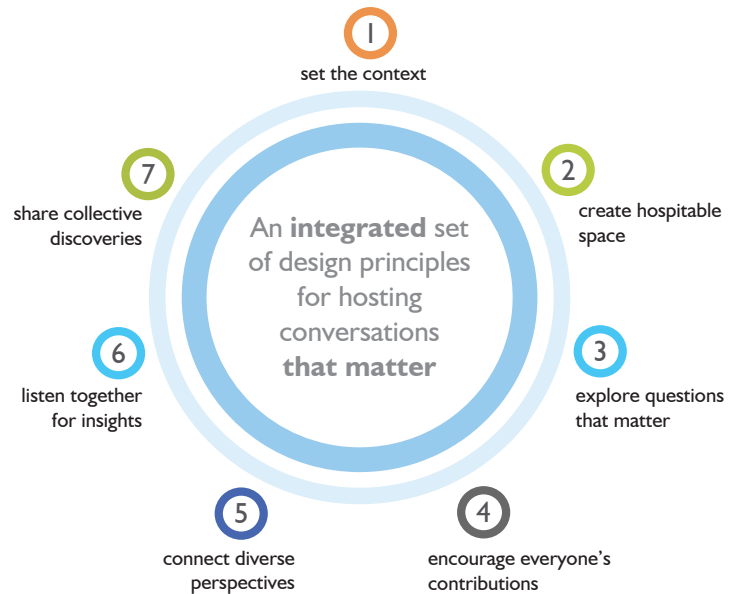 1
set the context
2
create hospitable
space
3
explore questions
that matter
4
encourage everyone’s
contributions
5
connect diverse
perspectives
6
listen together
for insights
7
share collective
discoveries
An integrated set
of design principles
for hosting
conversations
that matter